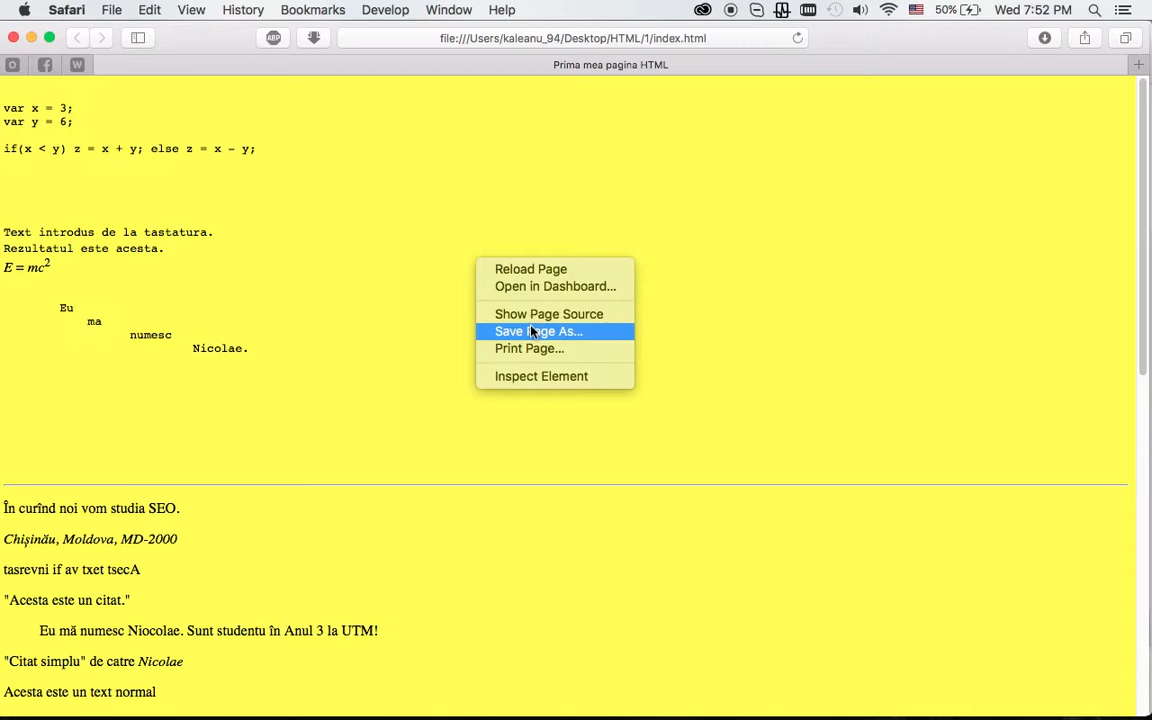 Safari File Edit View History Bookmarks Develop Window Help 50% Wed 7:52 PM
ABP file:///Users/kaleanu_94/Desktop/HTML/1/index.html
O f W Prima mea pagina HTML +
var x = 3;
var y = 6;
if(x < y) z = x + y; else z = x - y;
Text introdus de la tastatura.
Rezultatul este acesta.
E = mc²
Eu
ma
numesc
Nicolae.
Reload Page
Open in Dashboard...
Show Page Source
Save Page As...
Print Page...
Inspect Element
În curînd noi vom studia SEO.
Chișinău, Moldova, MD-2000
tasrevni if av txet tsecA
"Acesta este un citat."
Eu mă numesc Niocolae. Sunt studentu în Anul 3 la UTM!
"Citat simplu" de catre Nicolae
Acesta este un text normal